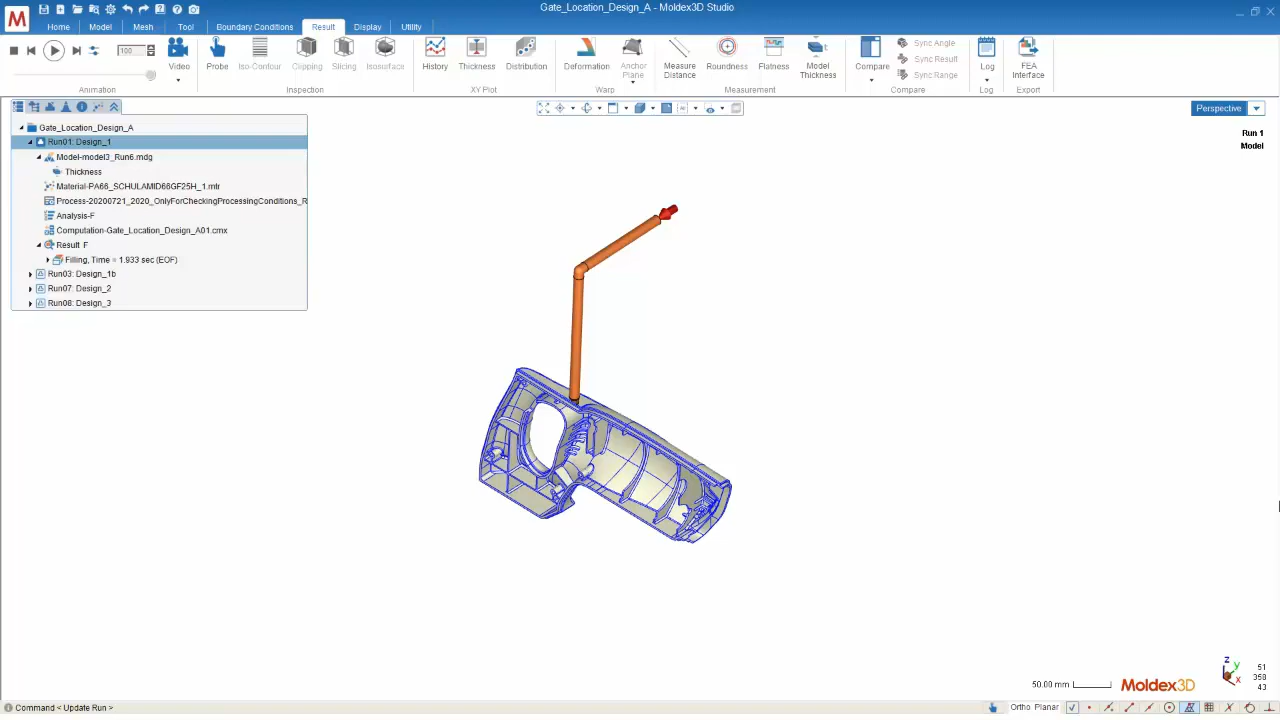 Gate_Location_Design_A - Moldex3D Studio
Home Model Mesh Tool Boundary Conditions Result Display Utility
100
Video Probe Iso-Contour Clipping Slicing Isosurface History Thickness Distribution Deformation Anchor Plane Measure Distance Roundness Flatness Model Thickness Compare Sync Angle Sync Result Sync Range Log FEA Interface
Animation Inspection XY Plot Warp Measurement Compare Log Export
Perspective
Gate_Location_Design_A
Run01: Design_1
Model-model3_Run6.mdg
Thickness
Material-PA66_SCHULAMID66GF25H_1.mtr
Process-20200721_2020_OnlyForCheckingProcessingConditions_R
Analysis-F
Computation-Gate_Location_Design_A01.cmx
Result F
Filling, Time = 1.933 sec (EOF)
Run03: Design_1b
Run07: Design_2
Run08: Design_3
Run 1
Model
z
y
x
51
358
43
50.00 mm
Moldex3D
Command < Update Run >
Ortho Planar